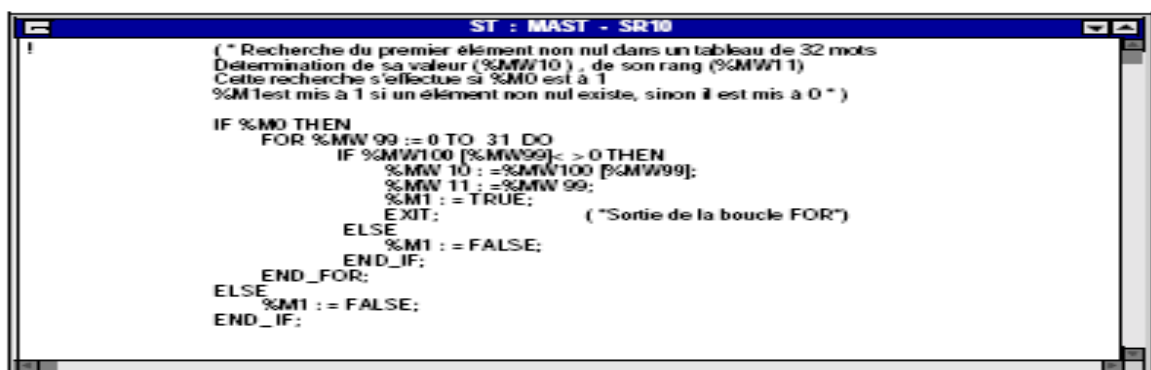 ST : MAST - SR10
! (* Recherche du premier élément non nul dans un tableau de 32 mots
Détermination de sa valeur (%MW10 ) , de son rang (%MW11)
Cette recherche s'effectue si %M0 est à 1
%M1est mis à 1 si un élément non nul existe, sinon il est mis à 0 * )
IF %M0 THEN
FOR %MW 99 := 0 TO 31 DO
IF %MW100 [%MW99]< > 0 THEN
%MW 10 : =%MW100 [%MW99];
%MW 11 : =%MW 99;
%M1 : = TRUE;
EXIT; (*Sortie de la boucle FOR*)
ELSE
%M1 : = FALSE;
END_IF;
END_FOR;
ELSE
%M1 : = FALSE;
END_IF;